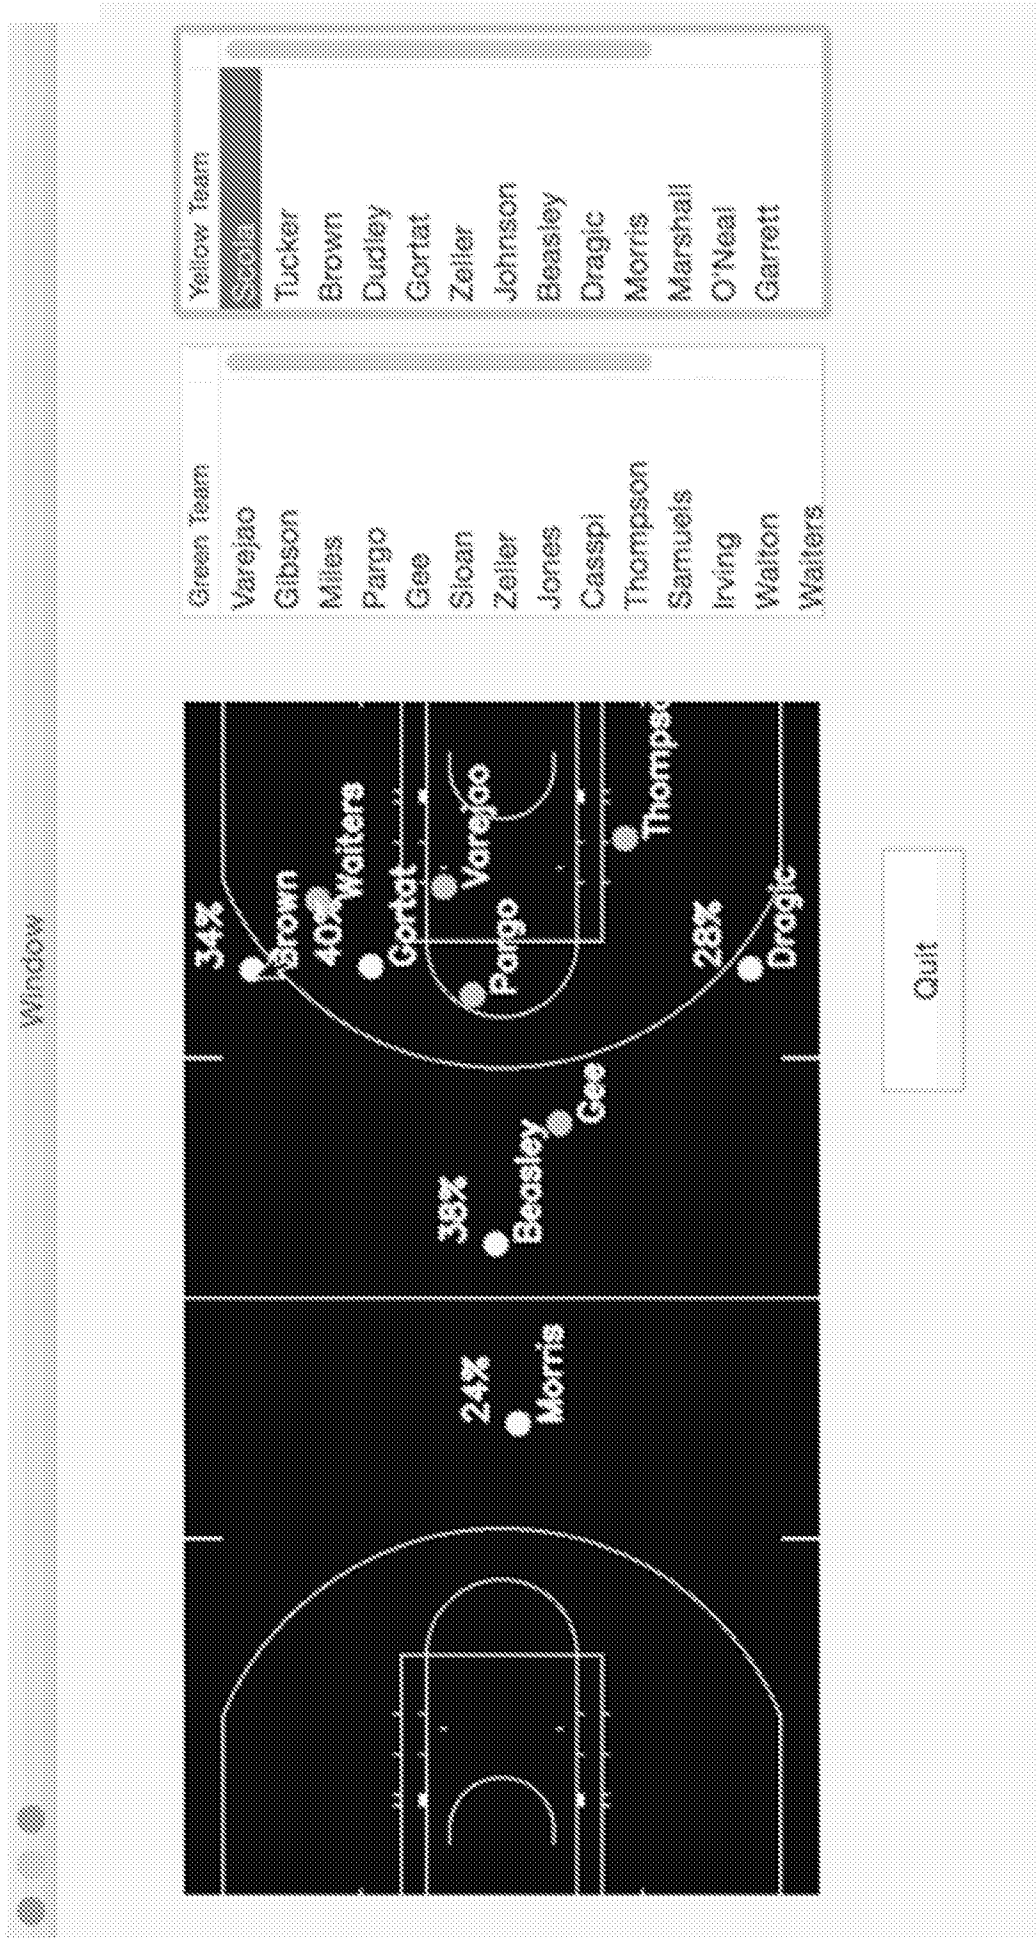 Window
34%
Brown
Waiters
40%
Gortat
Varejao
Pargo
Thompso
28%
Dragic
Gee
38%
Beasley
24%
Morris
Green Team
Varejao
Gibson
Miles
Pargo
Gee
Sloan
Zeller
Jones
Casspi
Thompson
Samuels
Irving
Walton
Waiters
Yellow Team
Tucker
Brown
Dudley
Gortat
Zeller
Johnson
Beasley
Dragic
Morris
Marshall
O'Neal
Garrett
Quit